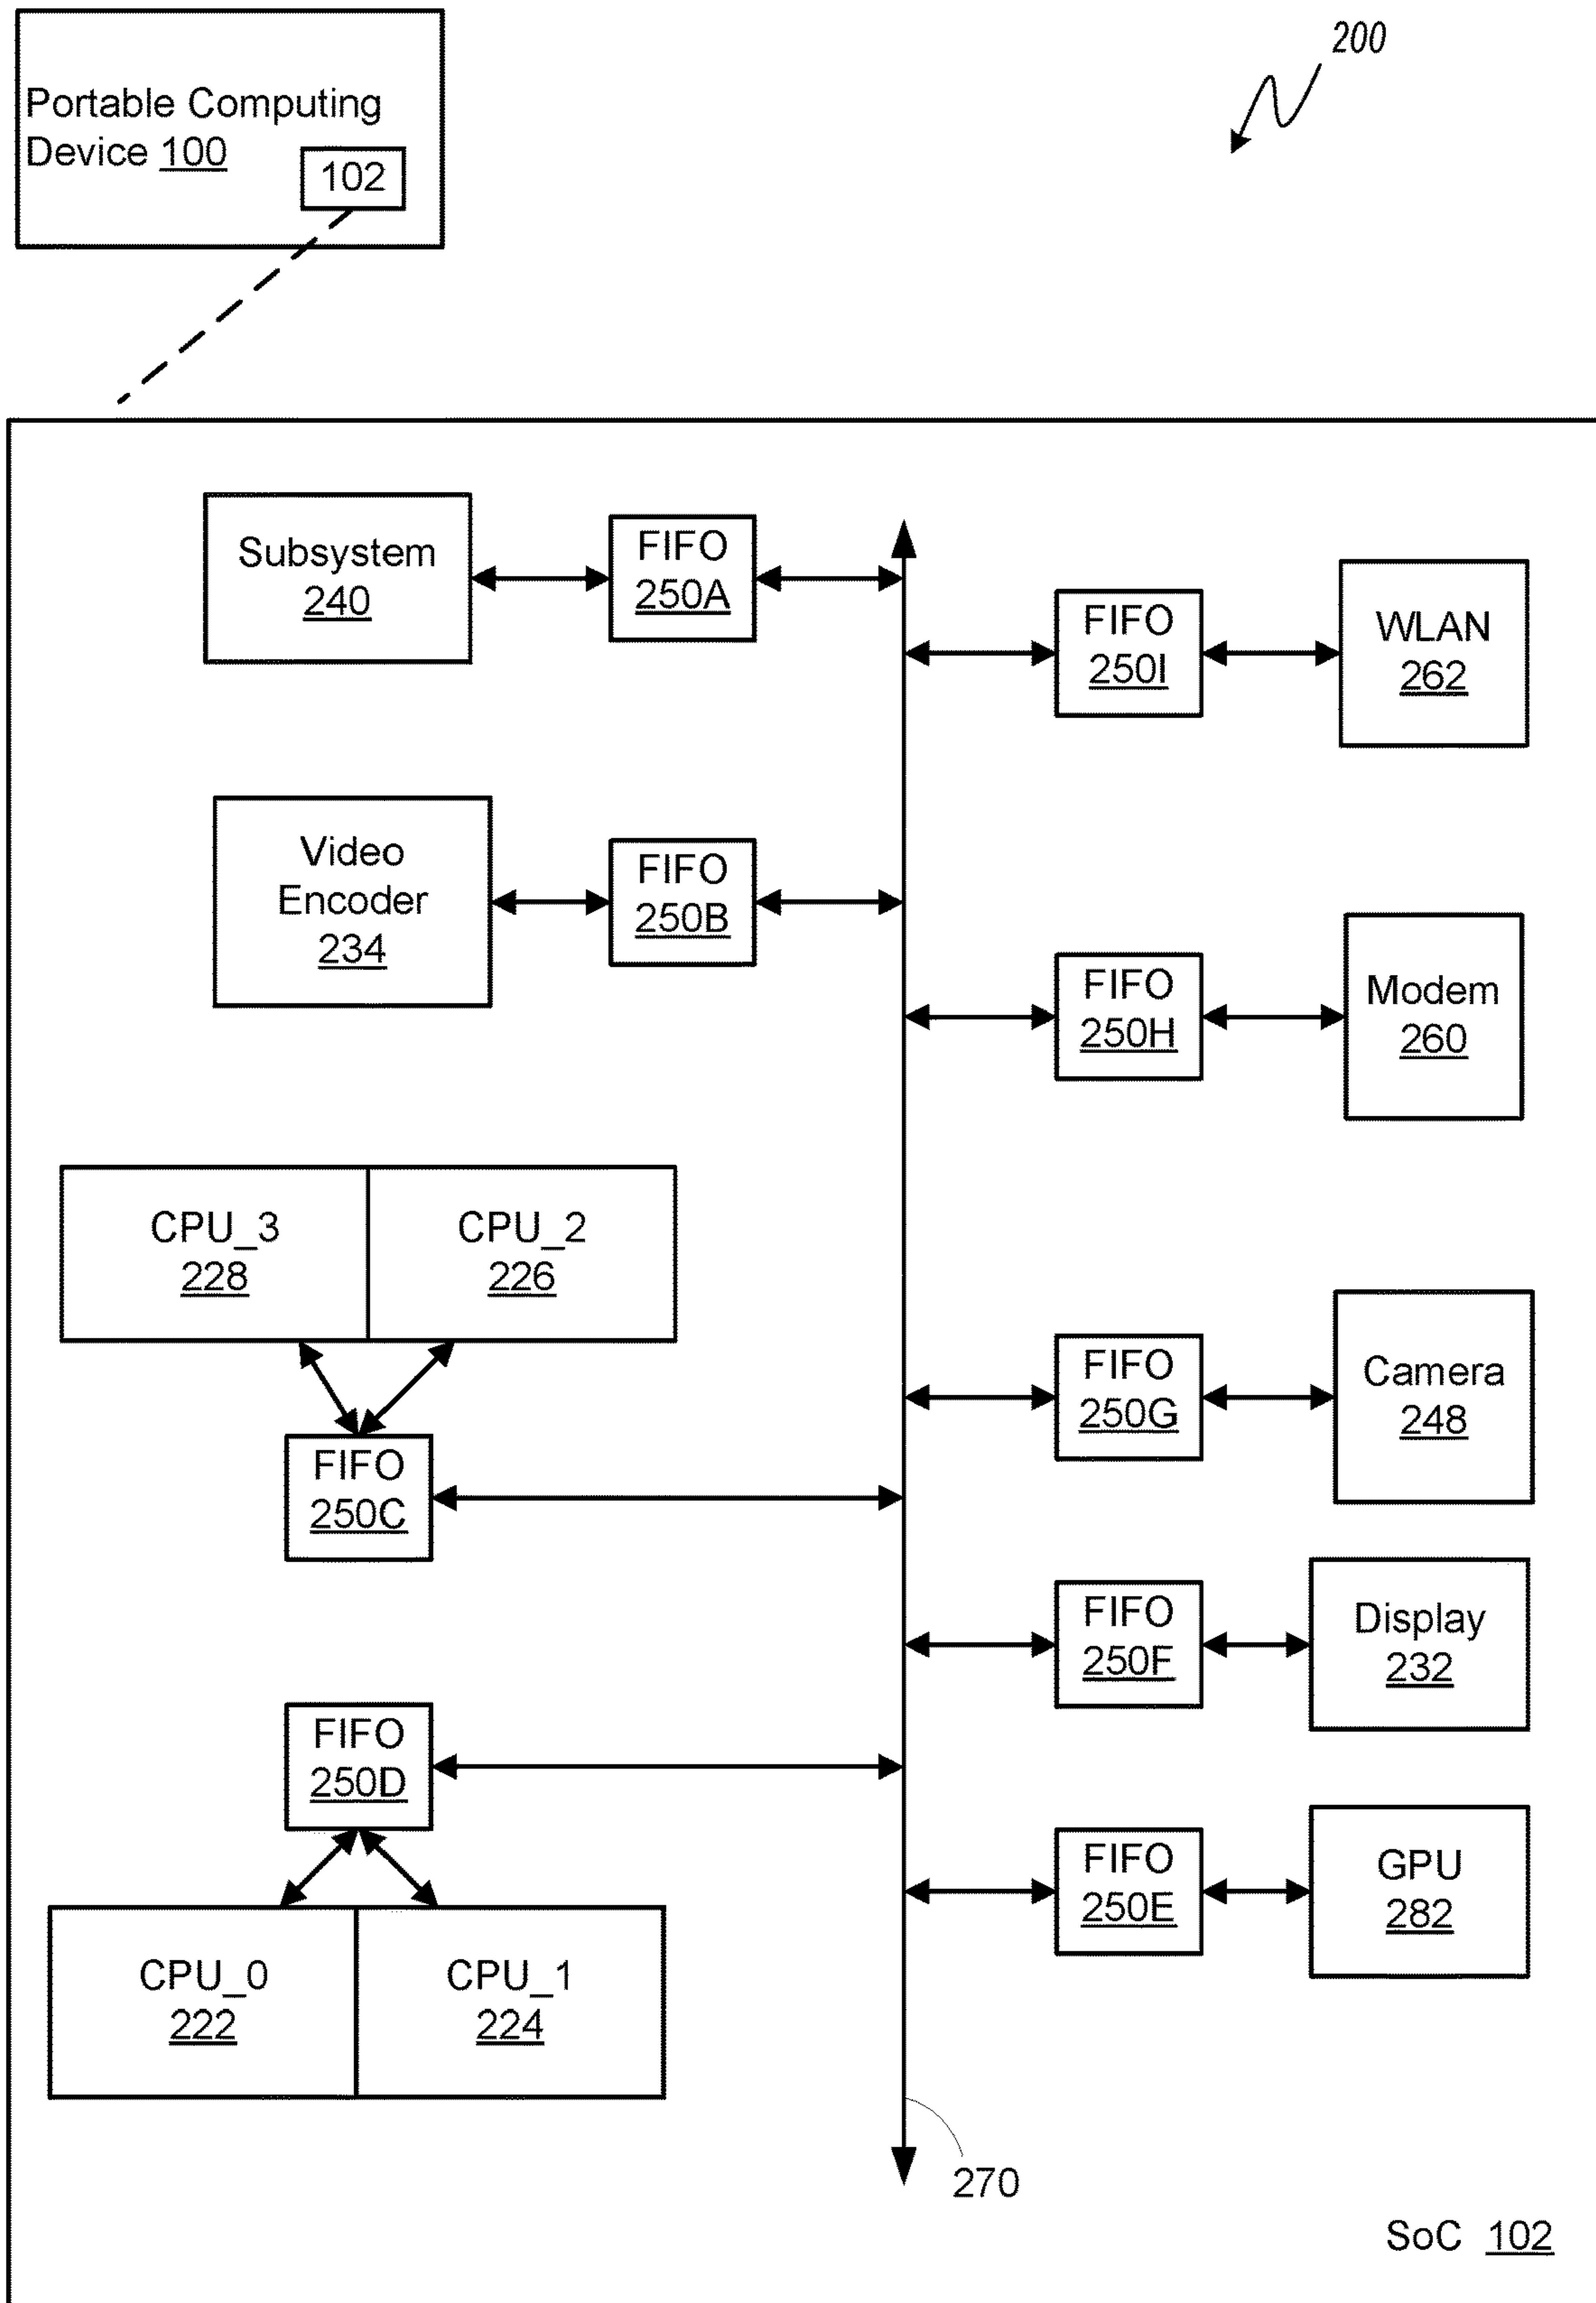 Portable Computing
Device 100
102
200
Subsystem
240
FIFO
250A
FIFO
250I
WLAN
262
Video
Encoder
234
FIFO
250B
FIFO
250H
Modem
260
CPU_3
228
CPU_2
226
FIFO
250G
Camera
248
FIFO
250C
FIFO
250F
Display
232
FIFO
250D
FIFO
250E
GPU
282
CPU_0
222
CPU_1
224
270
SoC 102